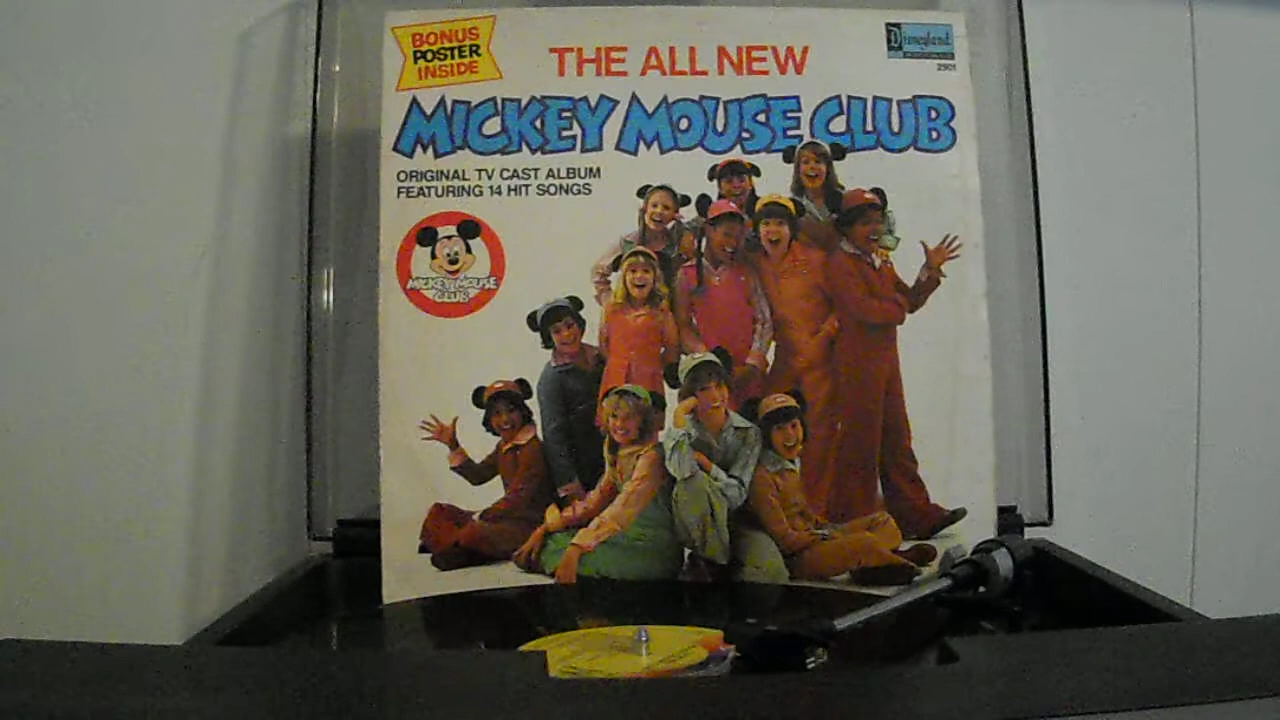 BONUS
POSTER
INSIDE
THE ALL NEW
Disneyland
2501
MICKEY MOUSE CLUB
ORIGINAL TV CAST ALBUM
FEATURING 14 HIT SONGS
MICKEY MOUSE
CLUB